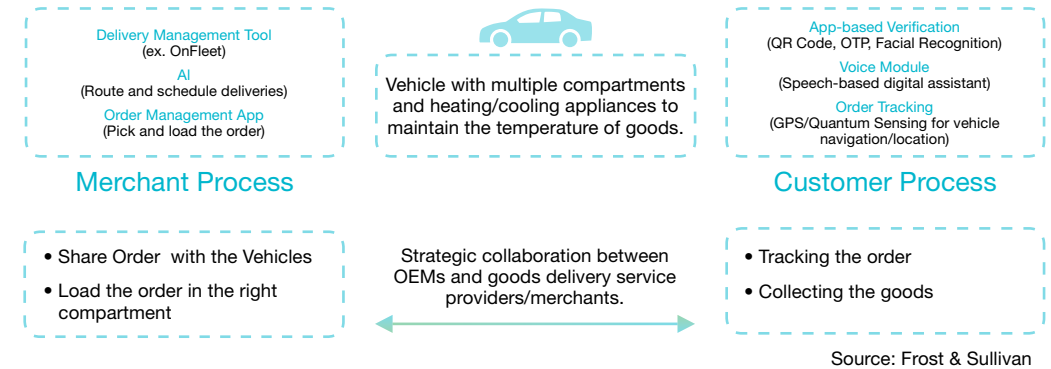 Delivery Management Tool
(ex. OnFleet)
AI
(Route and schedule deliveries)
Order Management App
(Pick and load the order)
Vehicle with multiple compartments
and heating/cooling appliances to
maintain the temperature of goods.
App-based Verification
(QR Code, OTP, Facial Recognition)
Voice Module
(Speech-based digital assistant)
Order Tracking
(GPS/Quantum Sensing for vehicle
navigation/location)
Merchant Process
Customer Process
• Share Order with the Vehicles
• Load the order in the right
compartment
Strategic collaboration between
OEMs and goods delivery service
providers/merchants.
• Tracking the order
• Collecting the goods
Source: Frost & Sullivan